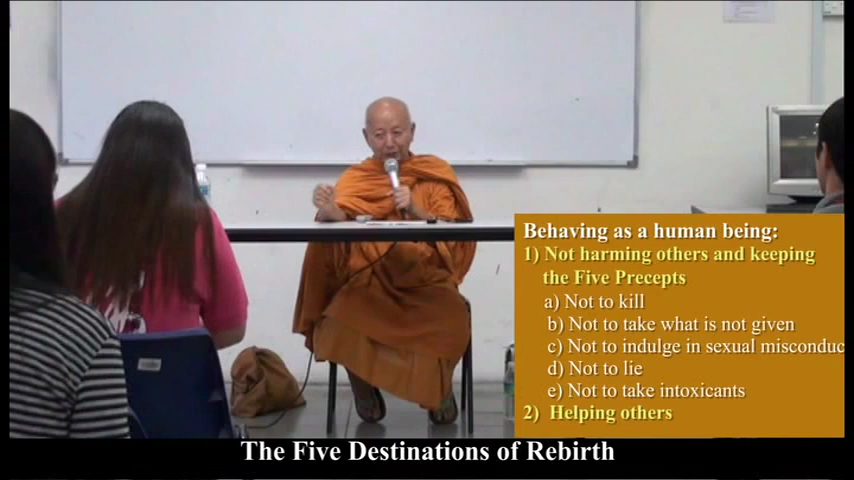 Behaving as a human being:
1) Not harming others and keeping
the Five Precepts
a) Not to kill
b) Not to take what is not given
c) Not to indulge in sexual misconduc
d) Not to lie
e) Not to take intoxicants
2) Helping others
The Five Destinations of Rebirth